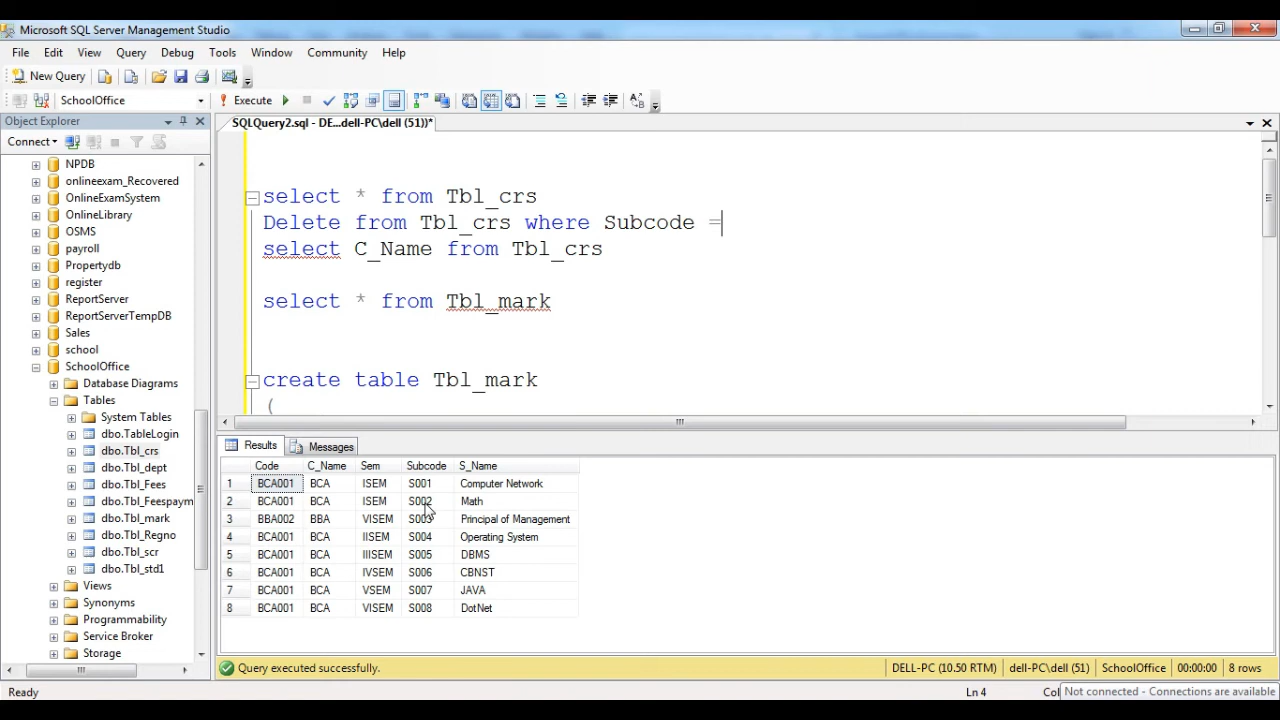 Microsoft SQL Server Management Studio
File Edit View Query Debug Tools Window Community Help
New Query
SchoolOffice Execute
Object Explorer
SQLQuery2.sql - DE...dell-PC\dell (51))*
Connect
NPDB
onlineexam_Recovered
OnlineExamSystem
OnlineLibrary
OSMS
payroll
Propertydb
register
ReportServer
ReportServerTempDB
Sales
school
SchoolOffice
Database Diagrams
Tables
System Tables
dbo.TableLogin
dbo.Tbl_crs
dbo.Tbl_dept
dbo.Tbl_Fees
dbo.Tbl_Feespaym
dbo.Tbl_mark
dbo.Tbl_Regno
dbo.Tbl_scr
dbo.Tbl_std1
Views
Synonyms
Programmability
Service Broker
Storage
select * from Tbl_crs
Delete from Tbl_crs where Subcode =
select C_Name from Tbl_crs
select * from Tbl_mark
create table Tbl_mark
(
Results Messages
Code C_Name Sem Subcode S_Name
1 BCA001 BCA ISEM S001 Computer Network
2 BCA001 BCA ISEM S002 Math
3 BBA002 BBA VISEM S003 Principal of Management
4 BCA001 BCA IISEM S004 Operating System
5 BCA001 BCA IIISEM S005 DBMS
6 BCA001 BCA IVSEM S006 CBNST
7 BCA001 BCA VSEM S007 JAVA
8 BCA001 BCA VISEM S008 DotNet
Query executed successfully. DELL-PC (10.50 RTM) dell-PC\dell (51) SchoolOffice 00:00:00 8 rows
Ready Ln 4 Col
Not connected - Connections are available